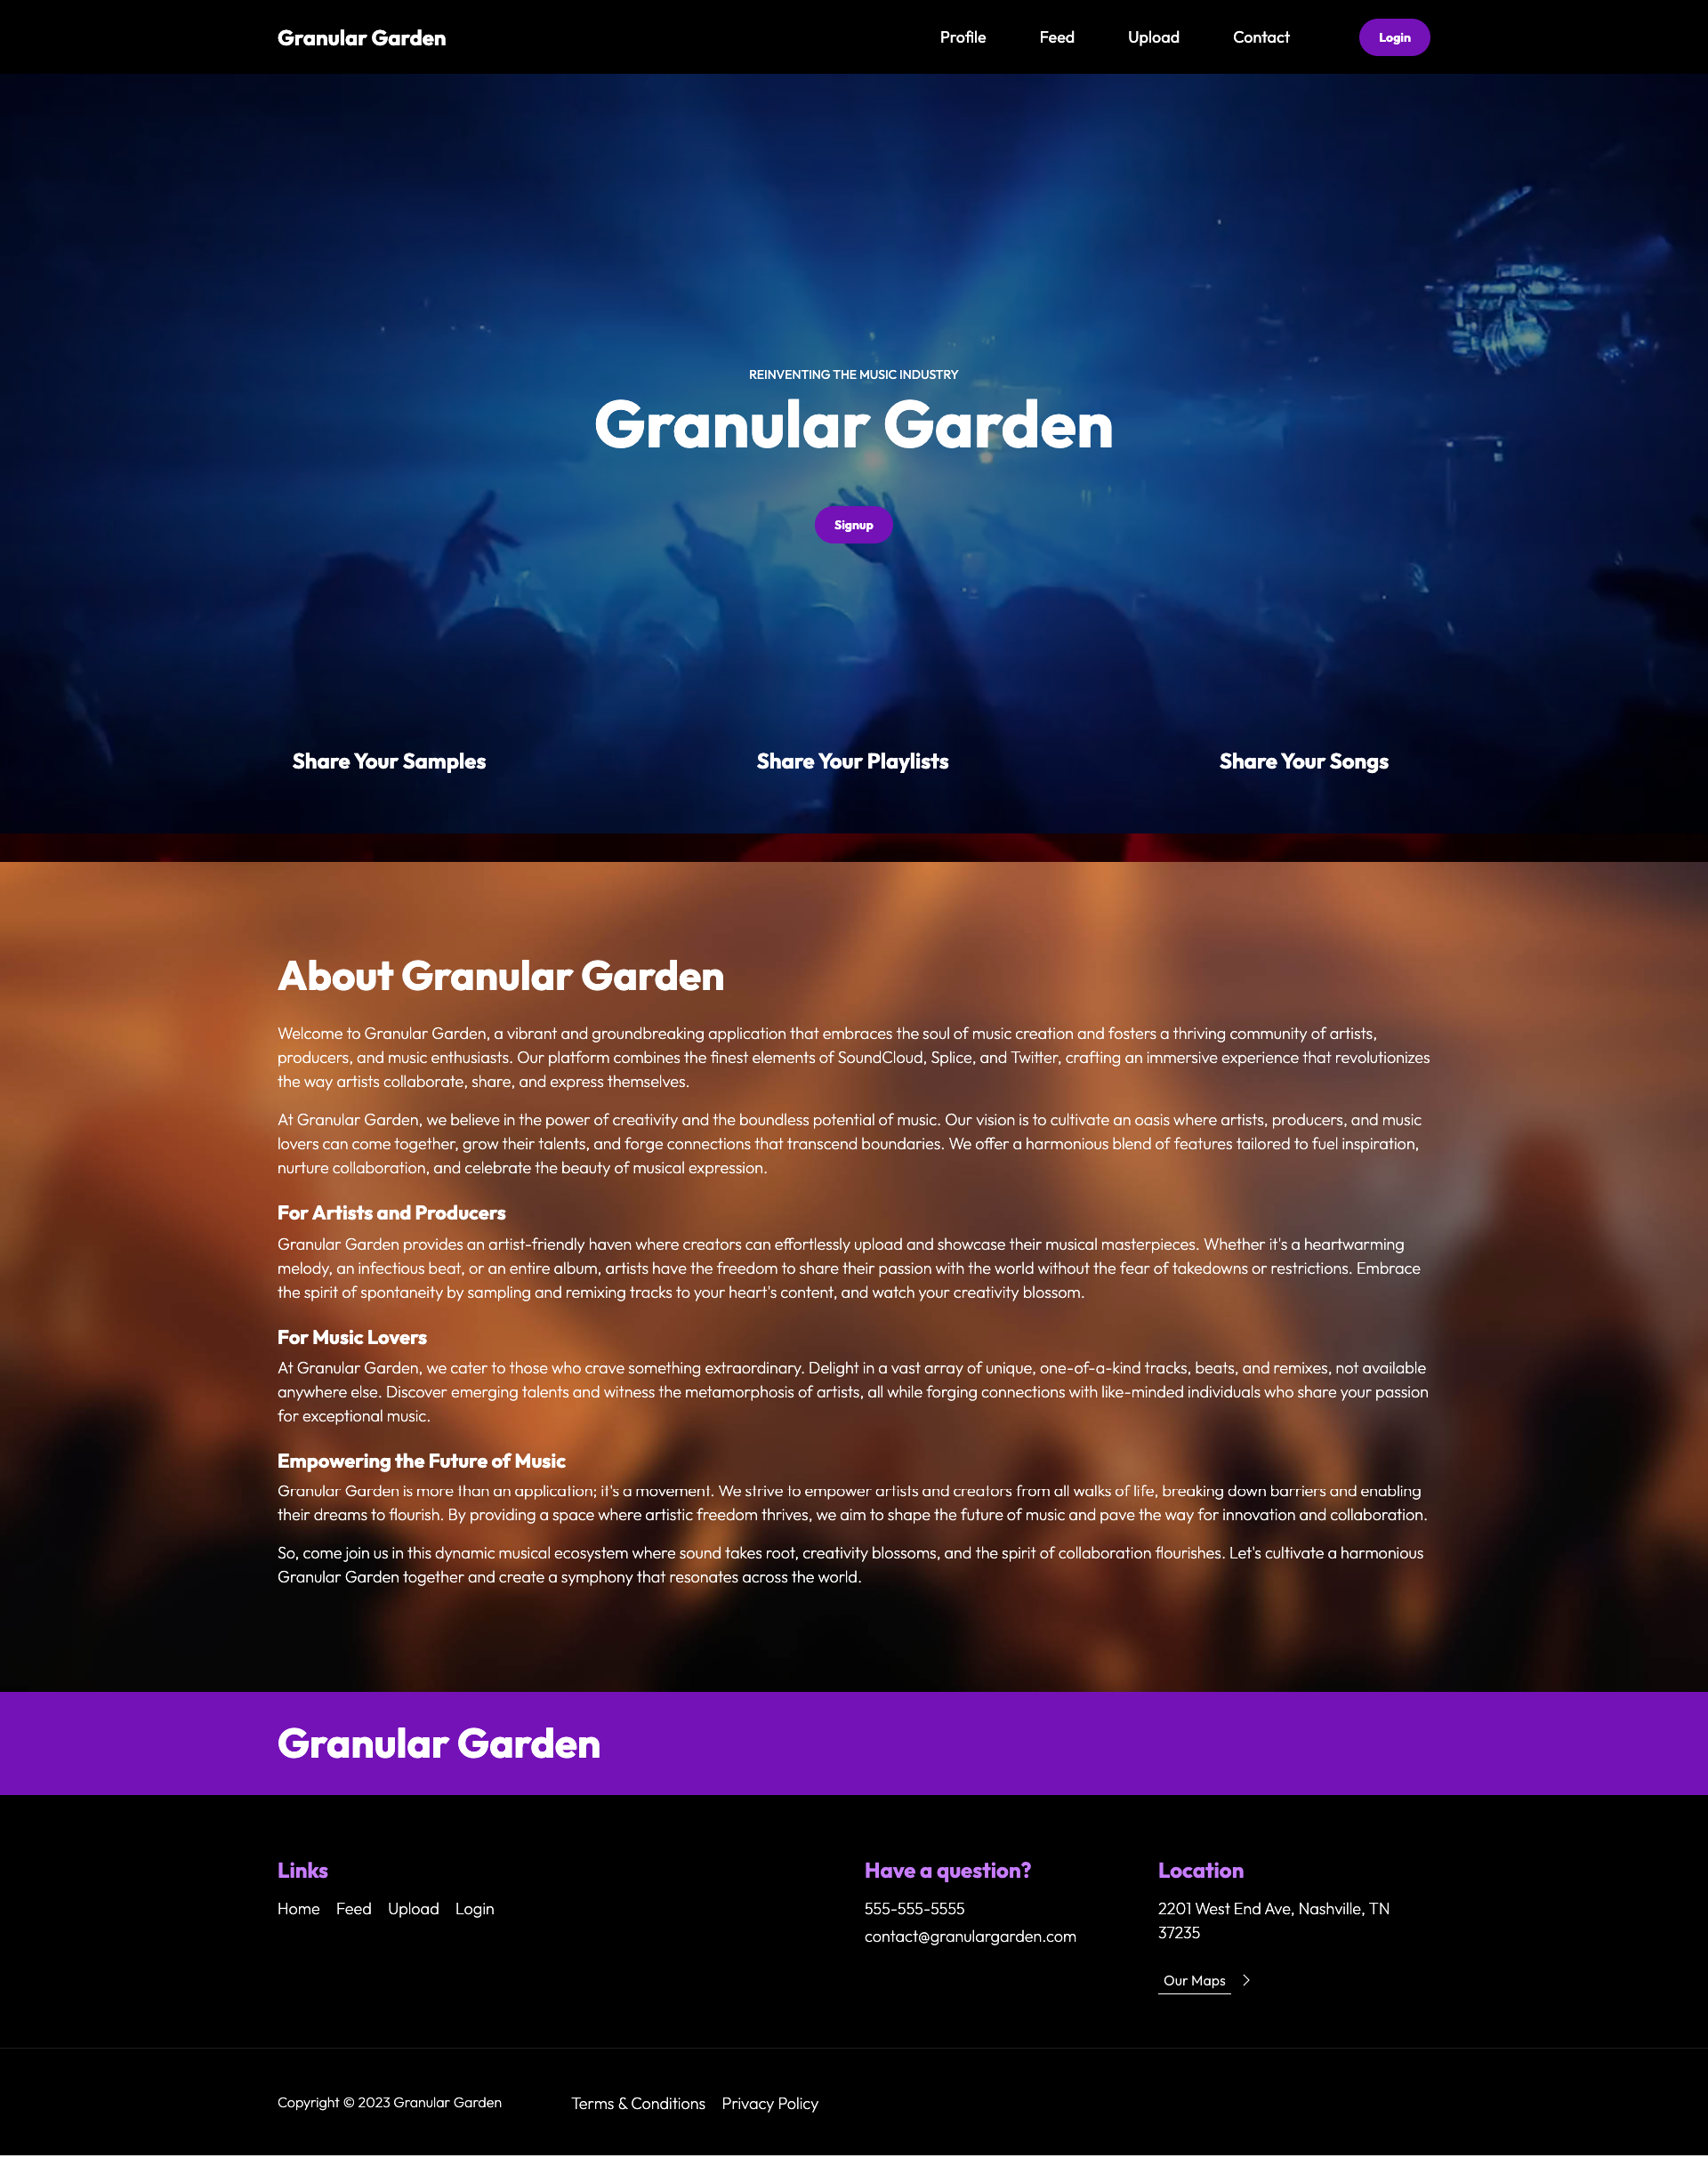 Granular Garden
Profile Feed Upload Contact Login
REINVENTING THE MUSIC INDUSTRY
Granular Garden
Signup
Share Your Samples
Share Your Playlists
Share Your Songs
About Granular Garden
Welcome to Granular Garden, a vibrant and groundbreaking application that embraces the soul of music creation and fosters a thriving community of artists,
producers, and music enthusiasts. Our platform combines the finest elements of SoundCloud, Splice, and Twitter, crafting an immersive experience that revolutionizes
the way artists collaborate, share, and express themselves.
At Granular Garden, we believe in the power of creativity and the boundless potential of music. Our vision is to cultivate an oasis where artists, producers, and music
lovers can come together, grow their talents, and forge connections that transcend boundaries. We offer a harmonious blend of features tailored to fuel inspiration,
nurture collaboration, and celebrate the beauty of musical expression.
For Artists and Producers
Granular Garden provides an artist-friendly haven where creators can effortlessly upload and showcase their musical masterpieces. Whether it's a heartwarming
melody, an infectious beat, or an entire album, artists have the freedom to share their passion with the world without the fear of takedowns or restrictions. Embrace
the spirit of spontaneity by sampling and remixing tracks to your heart's content, and watch your creativity blossom.
For Music Lovers
At Granular Garden, we cater to those who crave something extraordinary. Delight in a vast array of unique, one-of-a-kind tracks, beats, and remixes, not available
anywhere else. Discover emerging talents and witness the metamorphosis of artists, all while forging connections with like-minded individuals who share your passion
for exceptional music.
Empowering the Future of Music
Granular Garden is more than an application; it's a movement. We strive to empower artists and creators from all walks of life, breaking down barriers and enabling
their dreams to flourish. By providing a space where artistic freedom thrives, we aim to shape the future of music and pave the way for innovation and collaboration.
So, come join us in this dynamic musical ecosystem where sound takes root, creativity blossoms, and the spirit of collaboration flourishes. Let's cultivate a harmonious
Granular Garden together and create a symphony that resonates across the world.
Granular Garden
Links
Home Feed Upload Login
Have a question?
555-555-5555
contact@granulargarden.com
Location
2201 West End Ave, Nashville, TN
37235
Our Maps
Copyright © 2023 Granular Garden
Terms & Conditions Privacy Policy